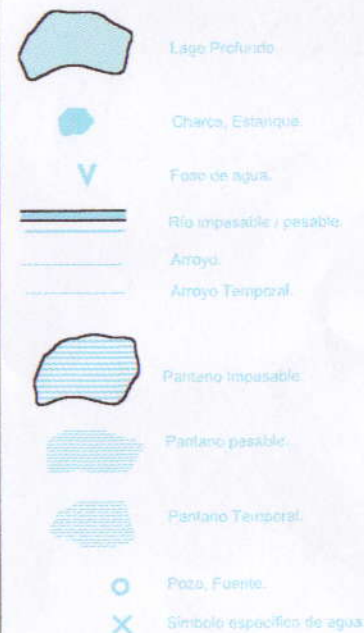 Lago Profundo.
Charca, Estanque.
Foso de agua.
Río impasable / pasable.
Arroyo.
Arroyo Temporal.
Pantano Impasable
Pantano pasable.
Pantano Temporal.
Pozo, Fuente.
Símbolo específico de agua